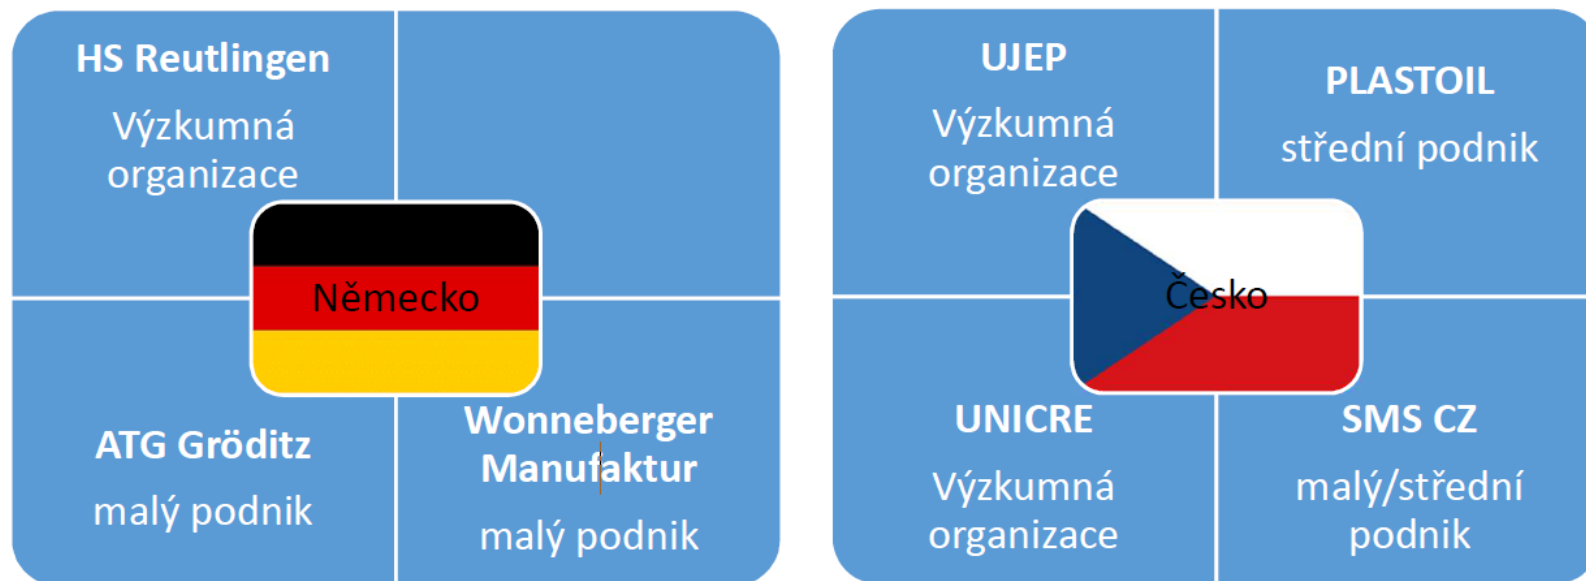 HS Reutlingen
Výzkumná
organizace
Německo
ATG Gröditz
malý podnik
Wonneberger
Manufaktur
malý podnik
UJEP
Výzkumná
organizace
PLASTOIL
střední podnik
Česko
UNICRE
Výzkumná
organizace
SMS CZ
malý/střední
podnik